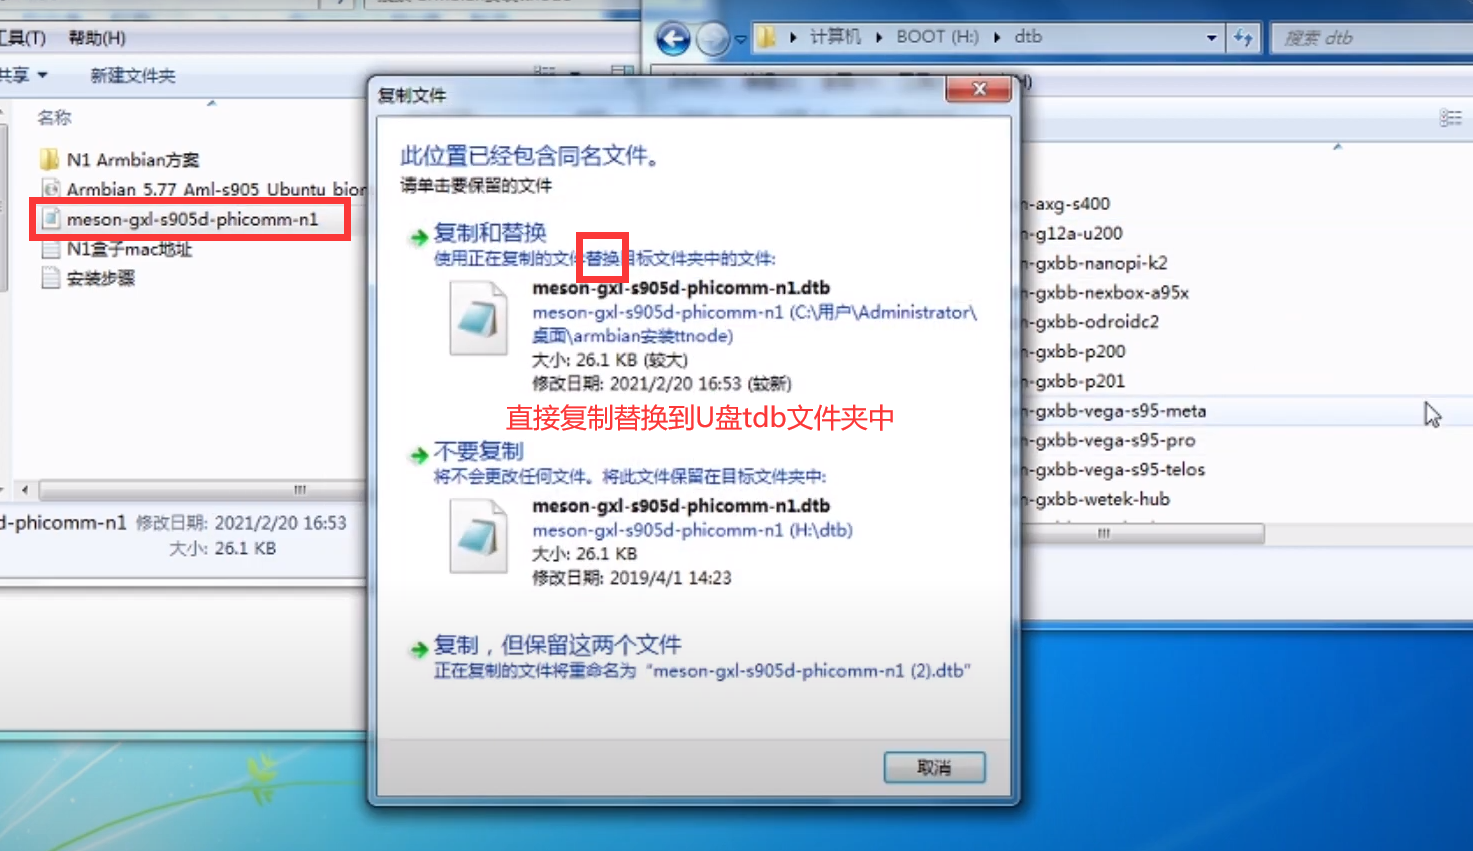 工具(T) 帮助(H)
共享 新建文件夹
名称
N1 Armbian方案
Armbian_5.77_Aml-s905_Ubuntu_bion
meson-gxl-s905d-phicomm-n1
N1盒子mac地址
安装步骤
d-phicomm-n1 修改日期: 2021/2/20 16:53
大小: 26.1 KB
计算机 BOOT (H:) dtb
搜索 dtb
n-axg-s400
n-g12a-u200
n-gxbb-nanopi-k2
n-gxbb-nexbox-a95x
n-gxbb-odroidc2
n-gxbb-p200
n-gxbb-p201
n-gxbb-vega-s95-meta
n-gxbb-vega-s95-pro
n-gxbb-vega-s95-telos
n-gxbb-wetek-hub
复制文件
此位置已经包含同名文件。
请单击要保留的文件
复制和替换
使用正在复制的文件替换目标文件夹中的文件:
meson-gxl-s905d-phicomm-n1.dtb
meson-gxl-s905d-phicomm-n1 (C:\用户\Administrator\
桌面\armbian安装ttnode)
大小: 26.1 KB (较大)
修改日期: 2021/2/20 16:53 (较新)
直接复制替换到U盘tdb文件夹中
不要复制
将不会更改任何文件。将此文件保留在目标文件夹中:
meson-gxl-s905d-phicomm-n1.dtb
meson-gxl-s905d-phicomm-n1 (H:\dtb)
大小: 26.1 KB
修改日期: 2019/4/1 14:23
复制，但保留这两个文件
正在复制的文件将重命名为 “meson-gxl-s905d-phicomm-n1 (2).dtb”
取消